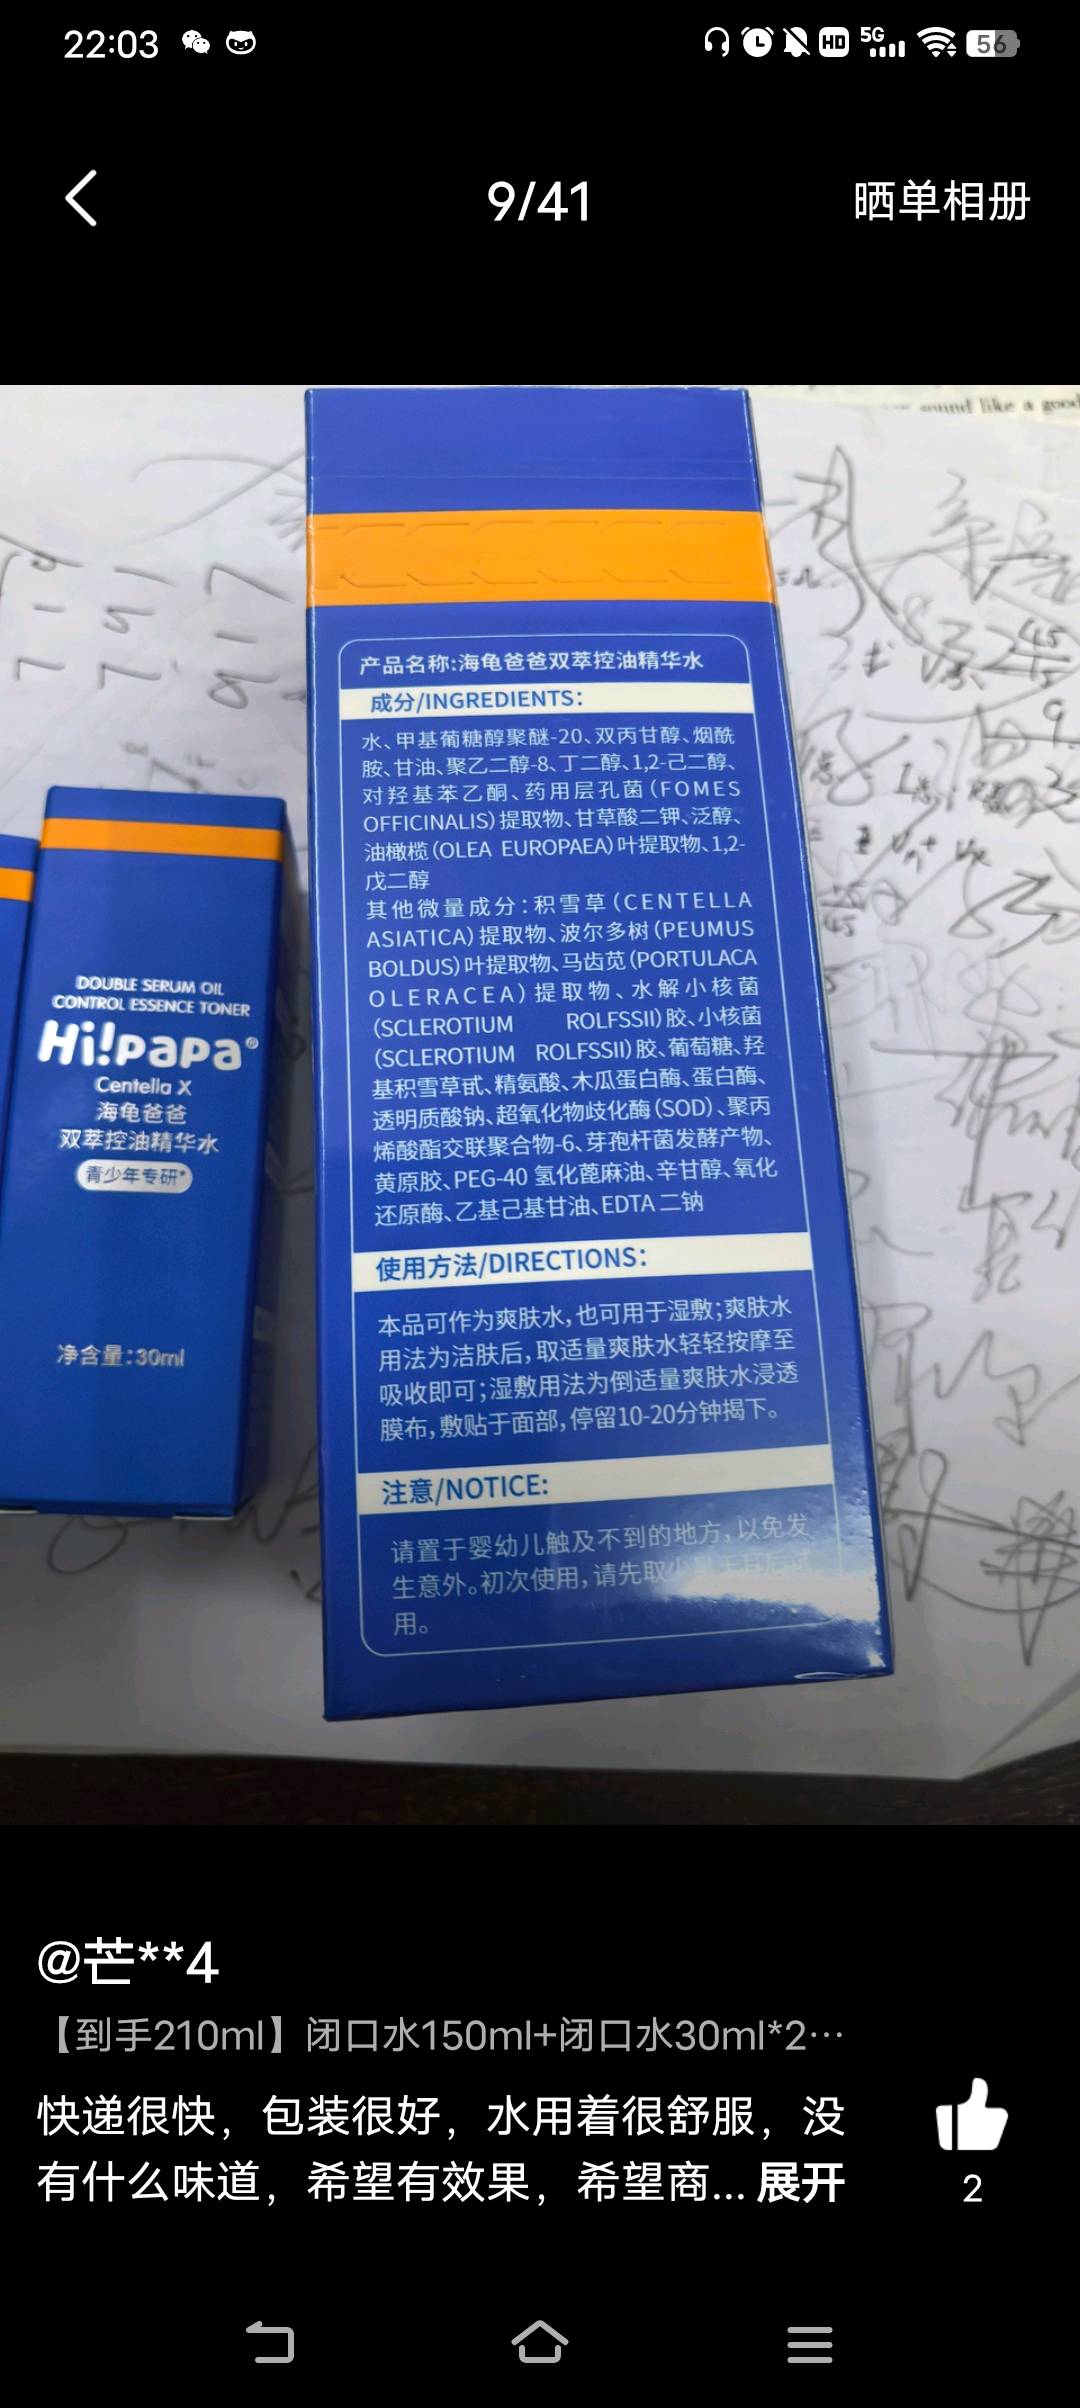 22:03
HD 5G 56
9/41
晒单相册
sound like a good
产品名称:海龟爸爸双萃控油精华水
成分/INGREDIENTS:
水、甲基葡糖醇聚醚-20、双丙甘醇、烟酰
胺、甘油、聚乙二醇-8、丁二醇、1,2-己二醇、
对羟基苯乙酮、药用层孔菌(FOMES
OFFICINALIS)提取物、甘草酸二钾、泛醇、
油橄榄(OLEA EUROPAEA)叶提取物、1,2-
戊二醇
其他微量成分:积雪草(CENTELLA
ASIATICA)提取物、波尔多树(PEUMUS
BOLDUS)叶提取物、马齿苋(PORTULACA
OLERACEA)提取物、水解小核菌
(SCLEROTIUM ROLFSSII)胶、小核菌
(SCLEROTIUM ROLFSSII)胶、葡萄糖、羟
基积雪草甙、精氨酸、木瓜蛋白酶、蛋白酶、
透明质酸钠、超氧化物歧化酶(SOD)、聚丙
烯酸酯交联聚合物-6、芽孢杆菌发酵产物、
黄原胶、PEG-40 氢化蓖麻油、辛甘醇、氧化
还原酶、乙基己基甘油、EDTA 二钠
使用方法/DIRECTIONS:
本品可作为爽肤水,也可用于湿敷;爽肤水
用法为洁肤后,取适量爽肤水轻轻按摩至
吸收即可;湿敷用法为倒适量爽肤水浸透
膜布,敷贴于面部,停留10-20分钟揭下。
注意/NOTICE:
请置于婴幼儿触及不到的地方,以免发
生意外。初次使用,请先取少量于耳后试
用。
DOUBLE SERUM OIL
CONTROL ESSENCE TONER
Hi!papa®
Centella X
海龟爸爸
双萃控油精华水
青少年专研*
净含量:30ml
@芒**4
【到手210ml】闭口水150ml+闭口水30ml*2…
快递很快，包装很好，水用着很舒服，没
有什么味道，希望有效果，希望商... 展开
2